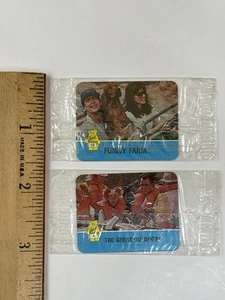 1
2
3
MADE IN U.S.A.
FUNNY FARM
THE GREAT OUTDOORS